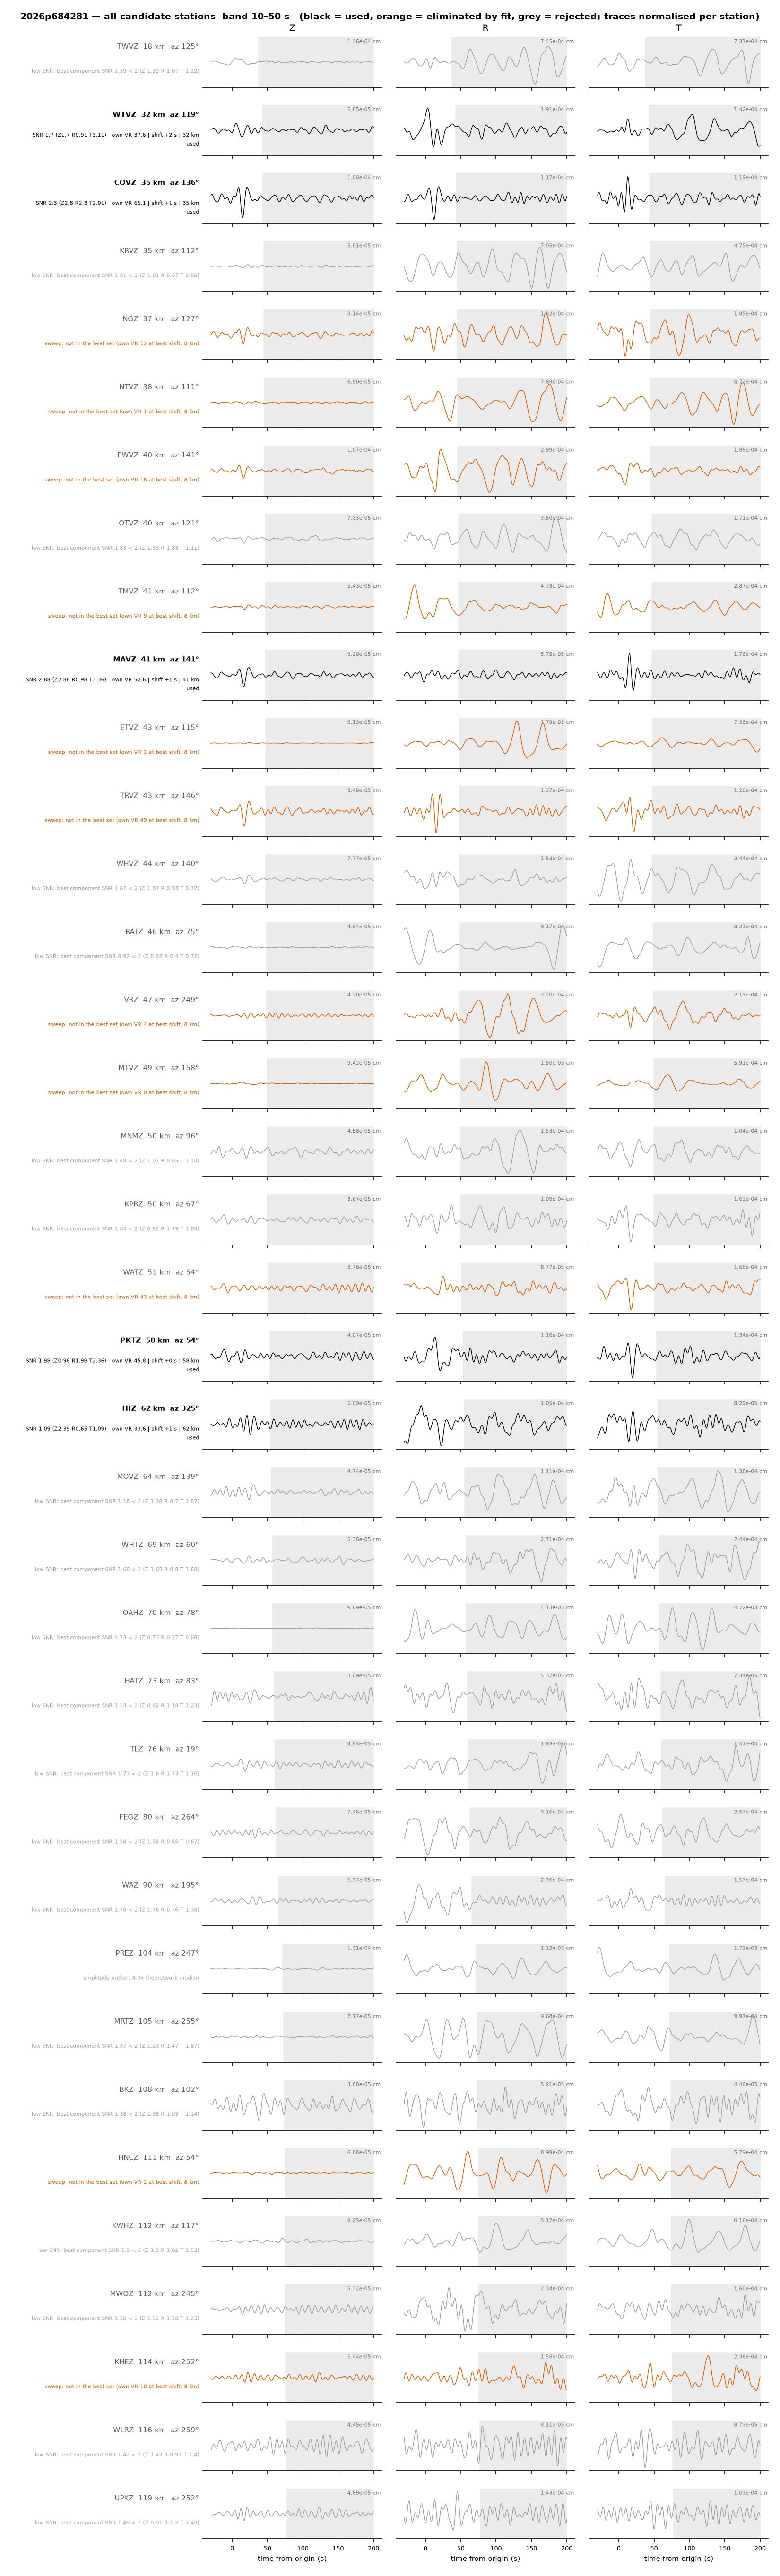 2026p684281 — all candidate stations  band 10–50 s   (black = used, orange = eliminated by fit, grey = rejected; traces normalised per station)
Z R T
TWVZ  18 km  az 125°
low SNR: best component SNR 1.39 < 2 (Z 1.39 R 1.07 T 1.22)
1.46e-04 cm 7.45e-04 cm 7.31e-04 cm
WTVZ  32 km  az 119°
SNR 1.7 (Z1.7 R0.91 T3.11) | own VR 37.6 | shift +2 s | 32 km
used
5.85e-05 cm 1.91e-04 cm 1.42e-04 cm
COVZ  35 km  az 136°
SNR 2.3 (Z2.8 R2.3 T2.01) | own VR 65.1 | shift +1 s | 35 km
used
1.08e-04 cm 1.17e-04 cm 1.19e-04 cm
KRVZ  35 km  az 112°
low SNR: best component SNR 1.81 < 2 (Z 1.81 R 0.67 T 0.68)
5.81e-05 cm 7.05e-04 cm 4.75e-04 cm
NGZ  37 km  az 127°
sweep: not in the best set (own VR 12 at best shift, 8 km)
8.14e-05 cm 1.85e-04 cm
NTVZ  38 km  az 111°
sweep: not in the best set (own VR 1 at best shift, 8 km)
6.90e-05 cm 7.69e-04 cm 8.72e-04 cm
FWVZ  40 km  az 141°
sweep: not in the best set (own VR 18 at best shift, 8 km)
1.07e-04 cm 2.99e-04 cm 1.88e-04 cm
OTVZ  40 km  az 121°
low SNR: best component SNR 1.83 < 2 (Z 1.33 R 1.83 T 1.11)
7.33e-05 cm 3.50e-04 cm 1.71e-04 cm
TMVZ  41 km  az 112°
sweep: not in the best set (own VR 9 at best shift, 8 km)
5.43e-05 cm 4.73e-04 cm 2.87e-04 cm
MAVZ  41 km  az 141°
SNR 2.88 (Z2.88 R0.98 T3.36) | own VR 52.6 | shift +1 s | 41 km
used
9.20e-05 cm 5.75e-05 cm 1.76e-04 cm
ETVZ  43 km  az 115°
sweep: not in the best set (own VR 2 at best shift, 8 km)
6.13e-05 cm 7.38e-04 cm
TRVZ  43 km  az 146°
sweep: not in the best set (own VR 49 at best shift, 8 km)
9.40e-05 cm 1.37e-04 cm 1.28e-04 cm
WHVZ  44 km  az 140°
low SNR: best component SNR 1.87 < 2 (Z 1.87 R 0.93 T 0.72)
7.77e-05 cm 1.53e-04 cm 3.44e-04 cm
RATZ  46 km  az 75°
low SNR: best component SNR 0.92 < 2 (Z 0.92 R 0.4 T 0.72)
4.84e-05 cm 9.17e-04 cm 8.21e-04 cm
VRZ  47 km  az 249°
sweep: not in the best set (own VR 4 at best shift, 8 km)
4.20e-05 cm 3.20e-04 cm 2.13e-04 cm
MTVZ  49 km  az 158°
sweep: not in the best set (own VR 0 at best shift, 8 km)
9.42e-05 cm 1.50e-03 cm 5.91e-04 cm
MNMZ  50 km  az 96°
low SNR: best component SNR 1.48 < 2 (Z 1.07 R 0.65 T 1.48)
4.58e-05 cm 1.53e-04 cm 1.04e-04 cm
KPRZ  50 km  az 67°
low SNR: best component SNR 1.84 < 2 (Z 0.82 R 1.79 T 1.84)
3.67e-05 cm 1.09e-04 cm 1.62e-04 cm
WATZ  51 km  az 54°
sweep: not in the best set (own VR 43 at best shift, 8 km)
3.76e-05 cm 8.77e-05 cm 1.66e-04 cm
PKTZ  58 km  az 54°
SNR 1.98 (Z0.98 R1.98 T2.36) | own VR 45.8 | shift +0 s | 58 km
used
4.07e-05 cm 1.16e-04 cm 1.34e-04 cm
HIZ  62 km  az 325°
SNR 1.09 (Z2.39 R0.65 T1.09) | own VR 33.6 | shift +1 s | 62 km
used
5.09e-05 cm 1.05e-04 cm 8.29e-05 cm
MOVZ  64 km  az 139°
low SNR: best component SNR 1.18 < 2 (Z 1.18 R 0.7 T 1.07)
4.74e-05 cm 1.11e-04 cm 1.36e-04 cm
WHTZ  69 km  az 60°
low SNR: best component SNR 1.68 < 2 (Z 1.65 R 0.8 T 1.68)
5.36e-05 cm 2.71e-04 cm 2.44e-04 cm
OAHZ  70 km  az 78°
low SNR: best component SNR 0.73 < 2 (Z 0.73 R 0.27 T 0.68)
9.69e-05 cm 4.13e-03 cm 4.72e-03 cm
HATZ  73 km  az 83°
low SNR: best component SNR 1.23 < 2 (Z 0.82 R 1.18 T 1.23)
3.09e-05 cm 5.37e-05 cm 7.34e-05 cm
TLZ  76 km  az 19°
low SNR: best component SNR 1.73 < 2 (Z 1.6 R 1.73 T 1.16)
4.84e-05 cm 1.63e-04 cm 1.41e-04 cm
FEGZ  80 km  az 264°
low SNR: best component SNR 1.58 < 2 (Z 1.58 R 0.65 T 0.67)
7.46e-05 cm 3.16e-04 cm 2.67e-04 cm
WAZ  90 km  az 195°
low SNR: best component SNR 1.78 < 2 (Z 1.78 R 0.76 T 1.38)
5.37e-05 cm 2.76e-04 cm 1.57e-04 cm
PREZ  104 km  az 247°
amplitude outlier: 4.3x the network median
1.31e-04 cm 1.12e-03 cm 1.72e-03 cm
MRTZ  105 km  az 255°
low SNR: best component SNR 1.87 < 2 (Z 1.23 R 1.47 T 1.87)
7.17e-05 cm 9.68e-04 cm 9.97e-04 cm
BKZ  108 km  az 102°
low SNR: best component SNR 1.38 < 2 (Z 1.38 R 1.03 T 1.14)
3.68e-05 cm 5.21e-05 cm 4.46e-05 cm
HNCZ  111 km  az 54°
sweep: not in the best set (own VR 2 at best shift, 8 km)
6.88e-05 cm 8.99e-04 cm 5.79e-04 cm
KWHZ  112 km  az 117°
low SNR: best component SNR 1.9 < 2 (Z 1.9 R 1.02 T 1.53)
8.25e-05 cm 5.17e-04 cm 6.16e-04 cm
MWOZ  112 km  az 245°
low SNR: best component SNR 1.58 < 2 (Z 1.52 R 1.58 T 1.25)
5.32e-05 cm 2.34e-04 cm 1.60e-04 cm
KHEZ  114 km  az 252°
sweep: not in the best set (own VR 10 at best shift, 8 km)
5.44e-05 cm 1.58e-04 cm 2.36e-04 cm
WLRZ  116 km  az 259°
low SNR: best component SNR 1.42 < 2 (Z 1.42 R 0.91 T 1.4)
4.45e-05 cm 8.11e-05 cm 8.73e-05 cm
UPKZ  119 km  az 252°
low SNR: best component SNR 1.49 < 2 (Z 0.91 R 1.2 T 1.49)
4.69e-05 cm 1.43e-04 cm 1.03e-04 cm
0 50 100 150 200 0 50 100 150 200 0 50 100 150 200
time from origin (s) time from origin (s) time from origin (s)